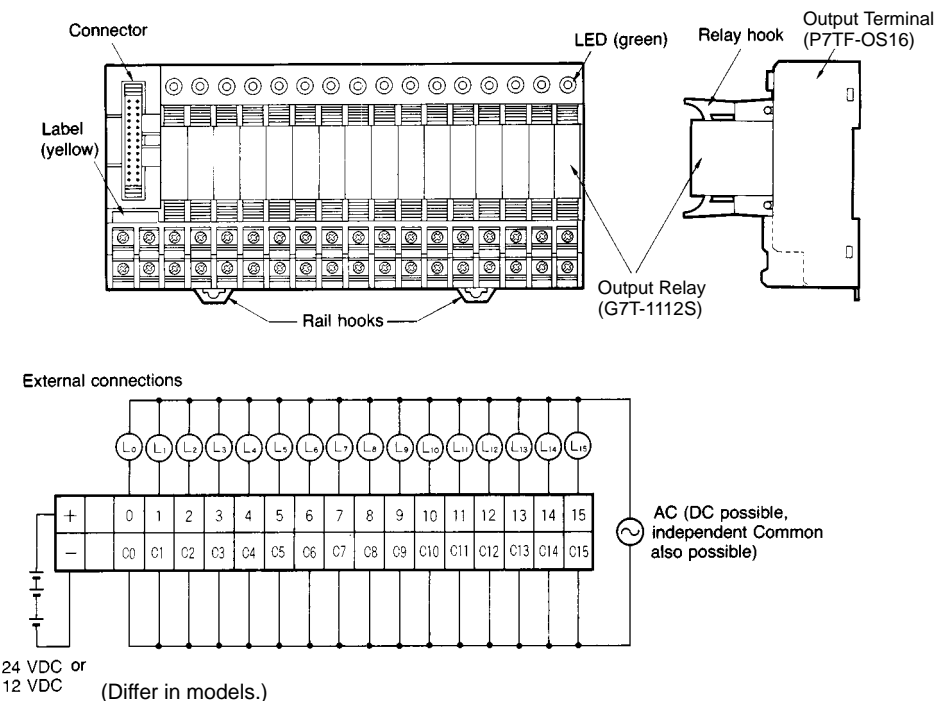 Connector
LED (green)
Relay hook
Output Terminal
(P7TF-OS16)
Label
(yellow)
Output Relay
(G7T-1112S)
Rail hooks
External connections
L0 L1 L2 L3 L4 L5 L6 L7 L8 L9 L10 L11 L12 L13 L14 L15
+ 0 1 2 3 4 5 6 7 8 9 10 11 12 13 14 15
− C0 C1 C2 C3 C4 C5 C6 C7 C8 C9 C10 C11 C12 C13 C14 C15
AC (DC possible,
independent Common
also possible)
24 VDC or
12 VDC
(Differ in models.)